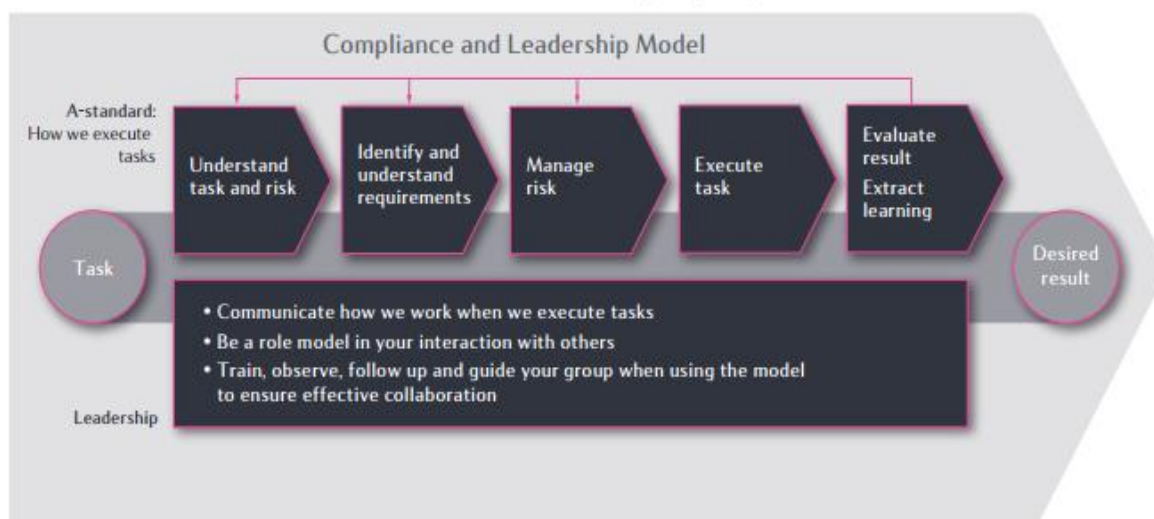 Compliance and Leadership Model
A-standard:
How we execute
tasks
Understand
task and risk
Identify and
understand
requirements
Manage
risk
Execute
task
Evaluate
result
Extract
learning
Task
Desired
result
• Communicate how we work when we execute tasks
• Be a role model in your interaction with others
• Train, observe, follow up and guide your group when using the model
to ensure effective collaboration
Leadership